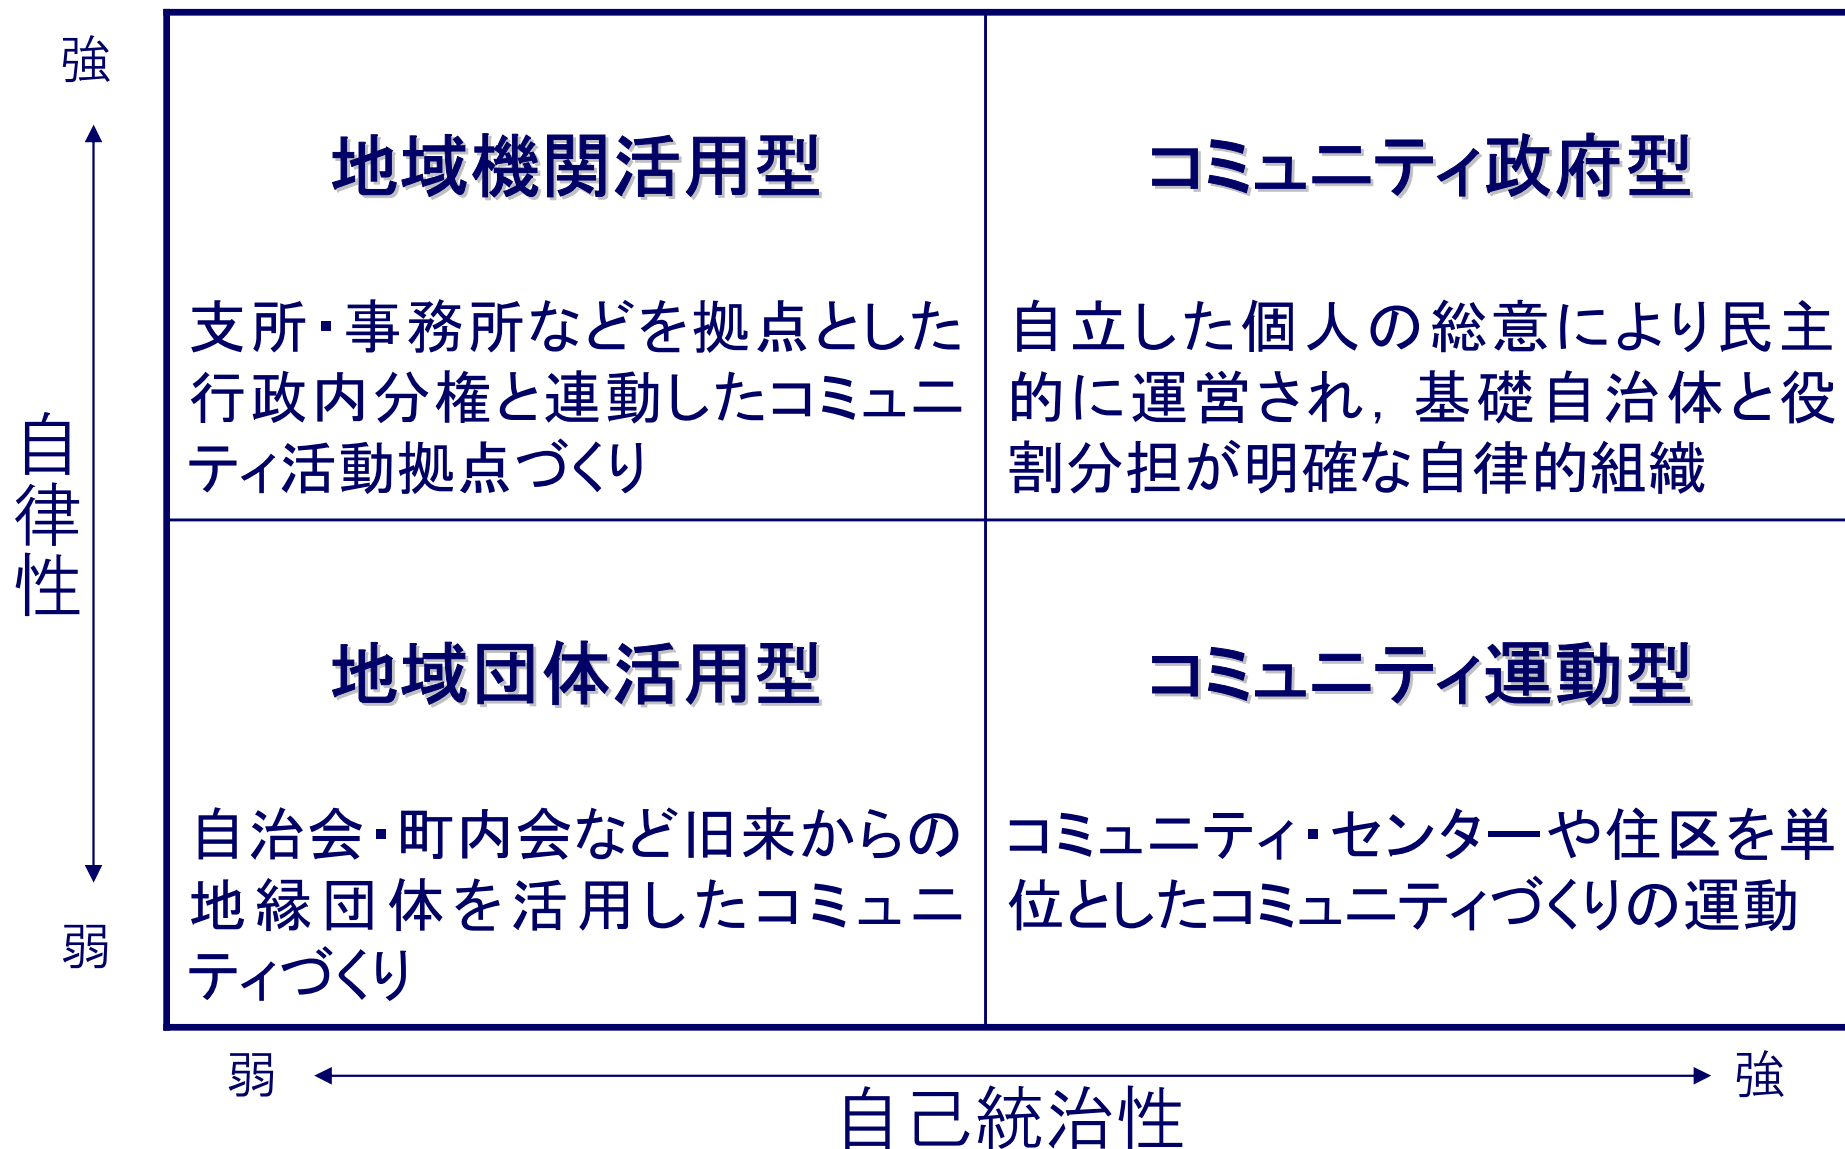 強
地域機関活用型
コミュニティ政府型
支所・事務所などを拠点とした
行政内分権と連動したコミュニ
ティ活動拠点づくり
自立した個人の総意により民主
的に運営され，基礎自治体と役
割分担が明確な自律的組織
自律性
地域団体活用型
コミュニティ運動型
自治会・町内会など旧来からの
地縁団体を活用したコミュニ
ティづくり
コミュニティ・センターや住区を単
位としたコミュニティづくりの運動
弱
弱
強
自己統治性